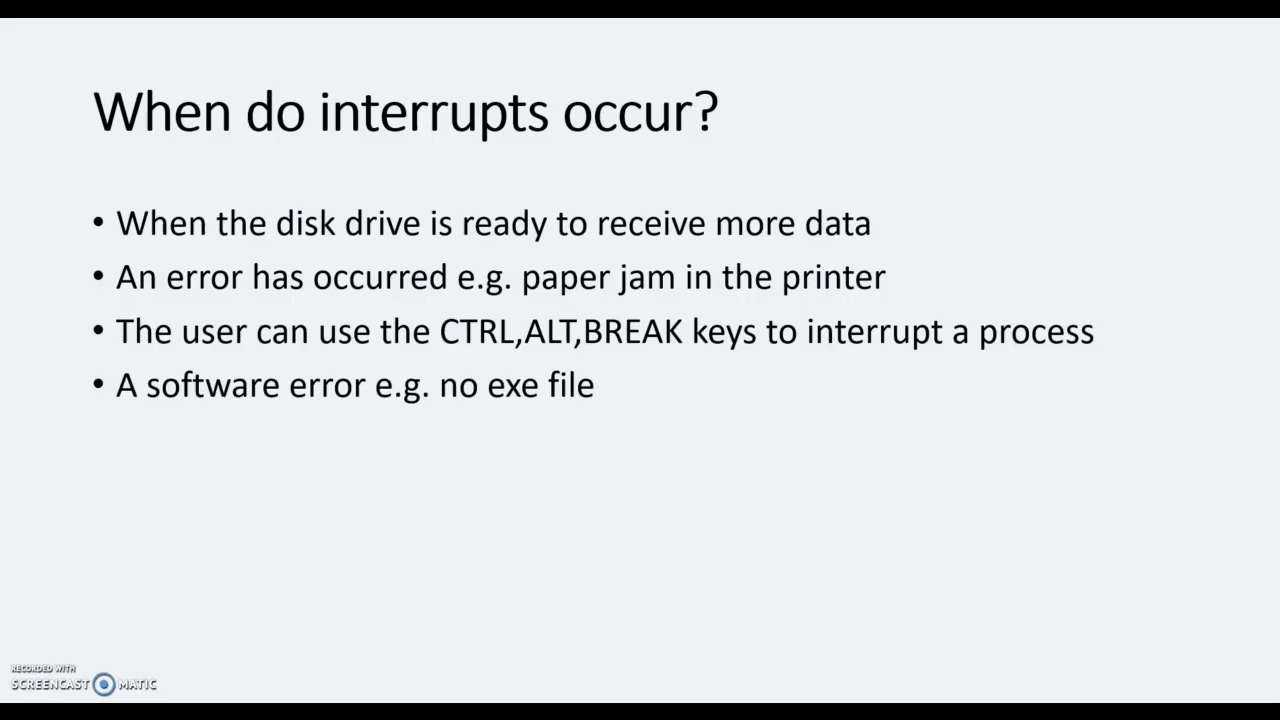 When do interrupts occur?
• When the disk drive is ready to receive more data
• An error has occurred e.g. paper jam in the printer
• The user can use the CTRL,ALT,BREAK keys to interrupt a process
• A software error e.g. no exe file
RECORDED WITH
SCREENCAST MATIC